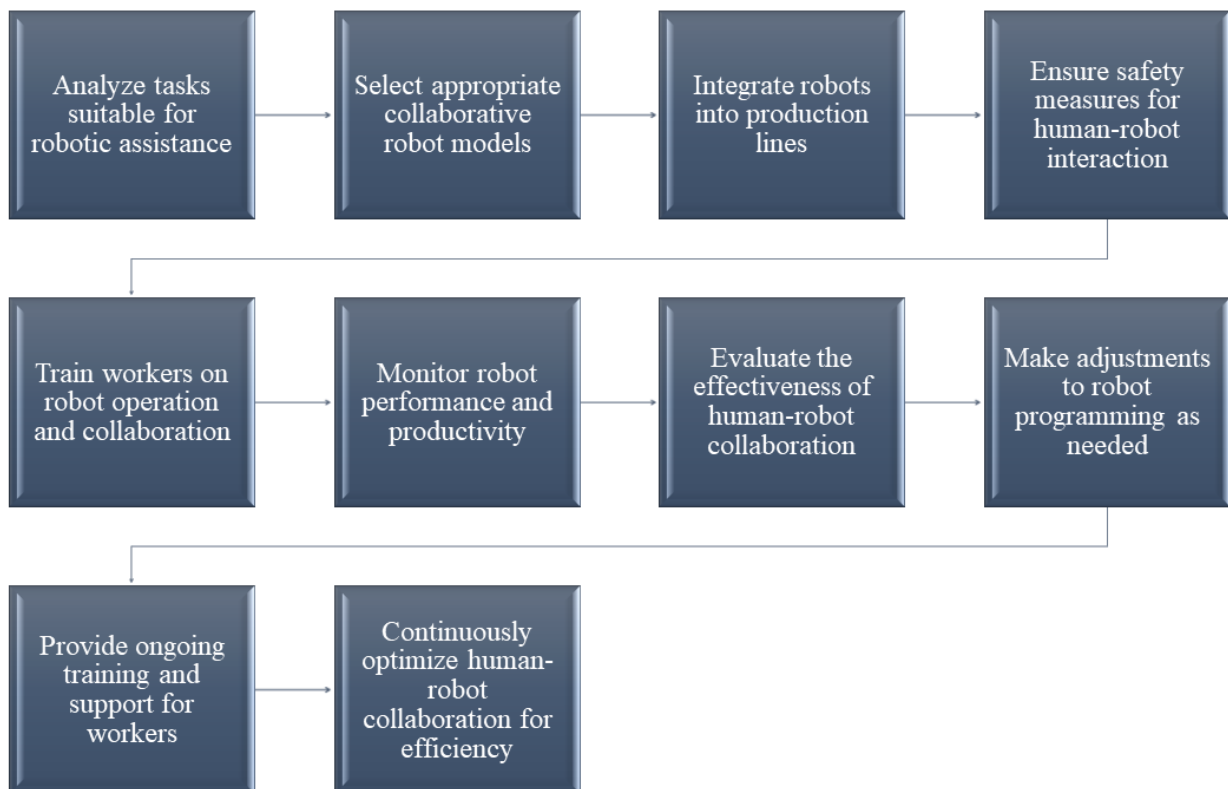 Analyze tasks
suitable for
robotic assistance
Select appropriate
collaborative
robot models
Integrate robots
into production
lines
Ensure safety
measures for
human-robot
interaction
Train workers on
robot operation
and collaboration
Monitor robot
performance and
productivity
Evaluate the
effectiveness of
human-robot
collaboration
Make adjustments
to robot
programming as
needed
Provide ongoing
training and
support for
workers
Continuously
optimize human-
robot
collaboration for
efficiency